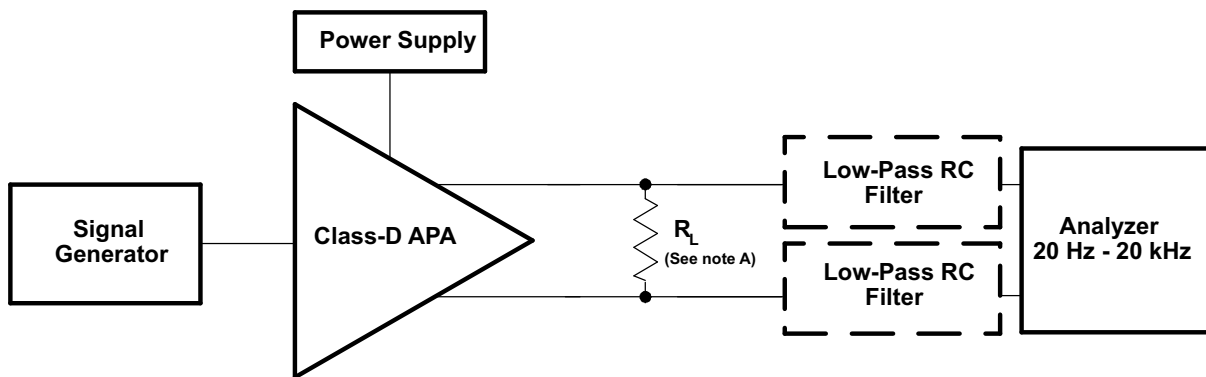 Power Supply
Signal
Generator
Class-D APA
R_L
(See note A)
Low-Pass RC
Filter
Low-Pass RC
Filter
Analyzer
20 Hz - 20 kHz